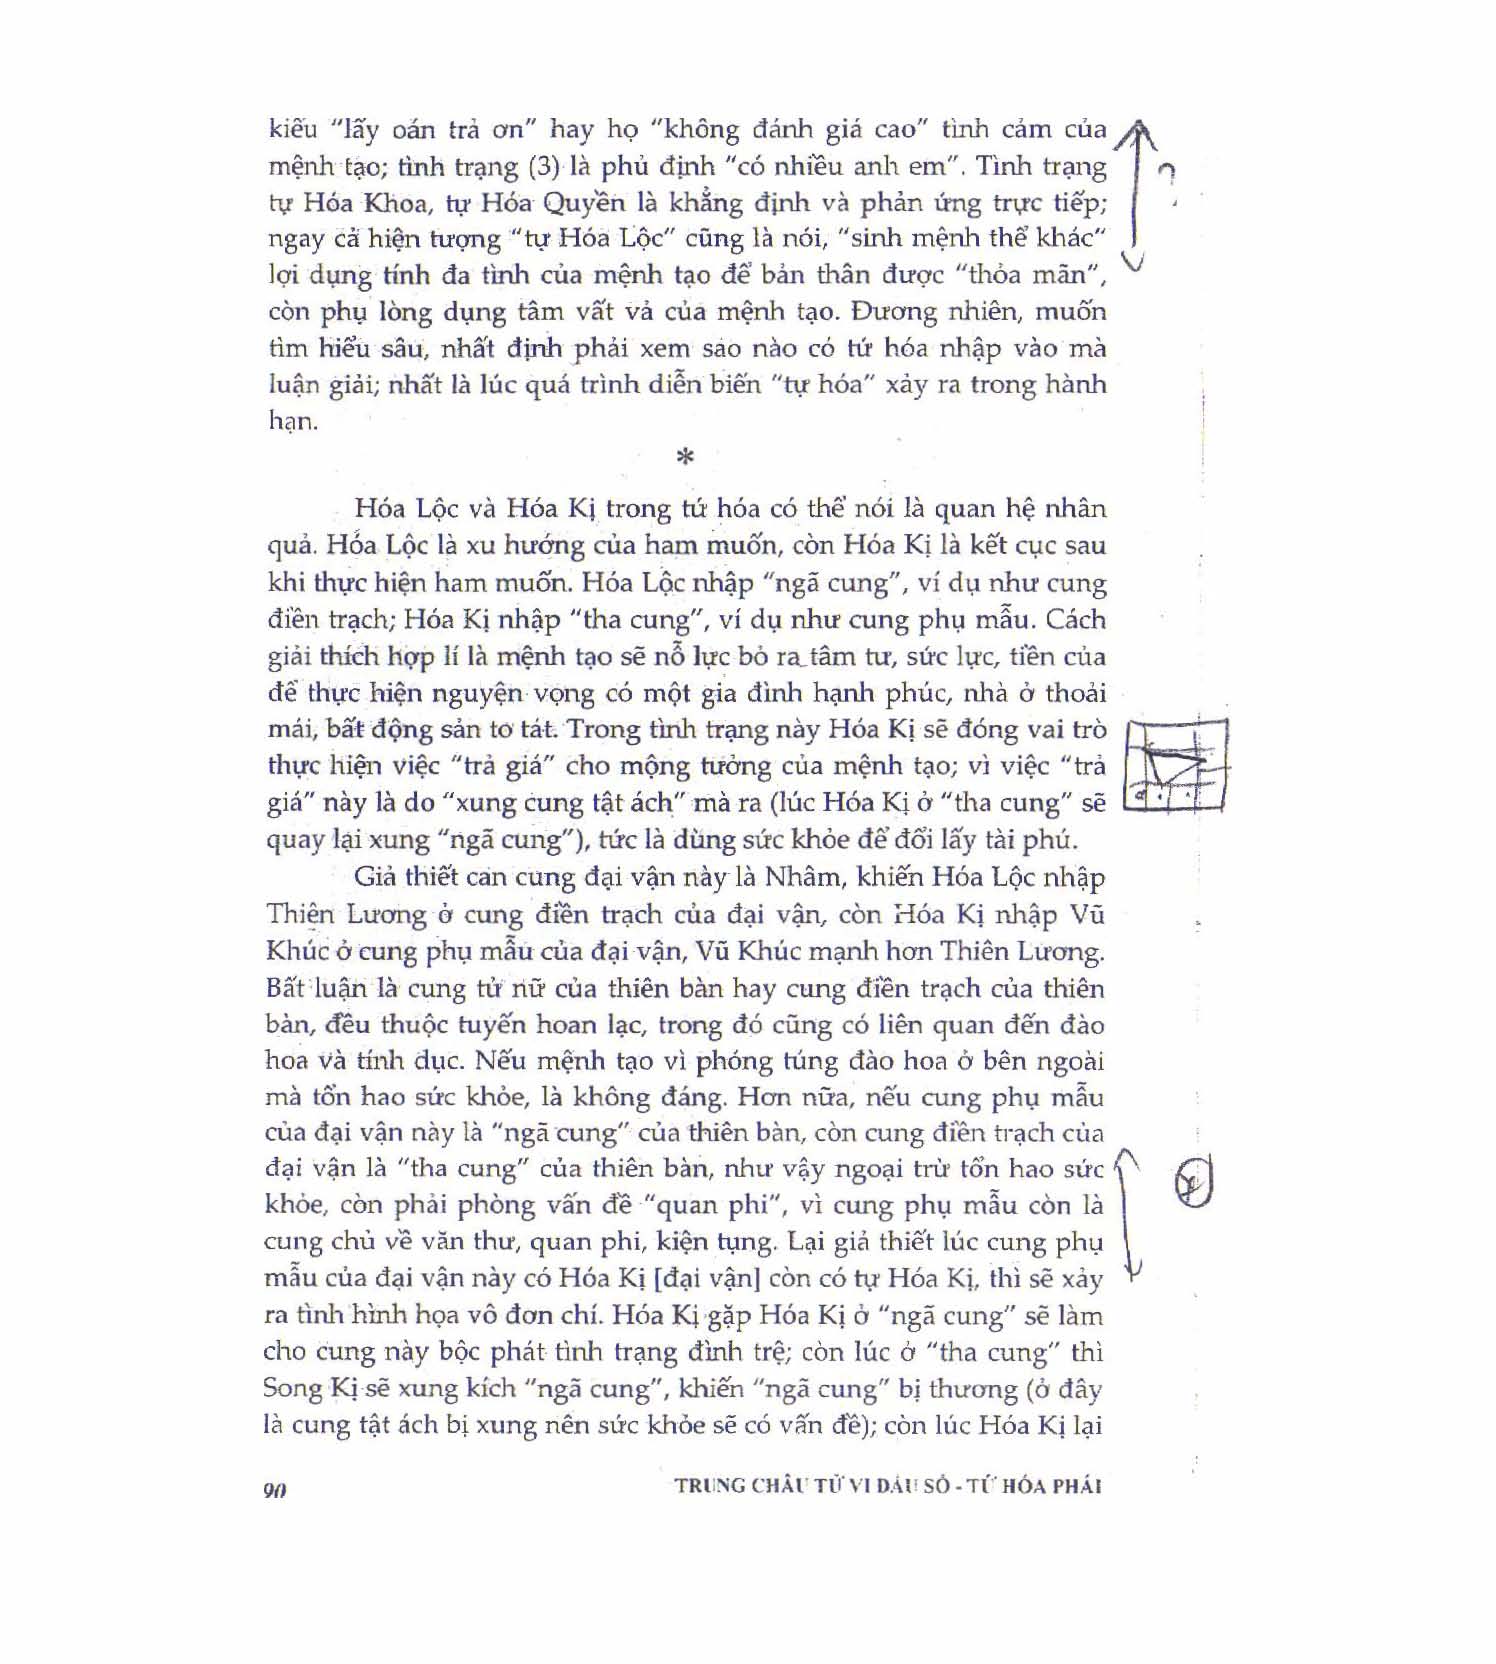 kiểu "lấy oán trả ơn" hay họ "không đánh giá cao" tình cảm của
mệnh tạo; tình trạng (3) là phủ định "có nhiều anh em". Tình trạng
tự Hóa Khoa, tự Hóa Quyền là khẳng định và phản ứng trực tiếp;
ngay cả hiện tượng "tự Hóa Lộc" cũng là nói, "sinh mệnh thể khác"
lợi dụng tính đa tình của mệnh tạo để bản thân được "thỏa mãn",
còn phụ lòng dụng tâm vất vả của mệnh tạo. Đương nhiên, muốn
tìm hiểu sâu, nhất định phải xem sao nào có tứ hóa nhập vào mà
luận giải; nhất là lúc quá trình diễn biến "tự hóa" xảy ra trong hành
hạn.
*
Hóa Lộc và Hóa Kị trong tứ hóa có thể nói là quan hệ nhân
quả. Hóa Lộc là xu hướng của ham muốn, còn Hóa Kị là kết cục sau
khi thực hiện ham muốn. Hóa Lộc nhập "ngã cung", ví dụ như cung
điền trạch; Hóa Kị nhập "tha cung", ví dụ như cung phụ mẫu. Cách
giải thích hợp lí là mệnh tạo sẽ nỗ lực bỏ ra tâm tư, sức lực, tiền của
để thực hiện nguyện vọng có một gia đình hạnh phúc, nhà ở thoải
mái, bất động sản to tát. Trong tình trạng này Hóa Kị sẽ đóng vai trò
thực hiện việc "trả giá" cho mộng tưởng của mệnh tạo; vì việc "trả
giá" này là do "xung cung tật ách" mà ra (lúc Hóa Kị ở "tha cung" sẽ
quay lại xung "ngã cung"), tức là dùng sức khỏe để đổi lấy tài phú.
Giả thiết can cung đại vận này là Nhâm, khiến Hóa Lộc nhập
Thiên Lương ở cung điền trạch của đại vận, còn Hóa Kị nhập Vũ
Khúc ở cung phụ mẫu của đại vận, Vũ Khúc mạnh hơn Thiên Lương.
Bất luận là cung tử nữ của thiên bàn hay cung điền trạch của thiên
bàn, đều thuộc tuyến hoan lạc, trong đó cũng có liên quan đến đào
hoa và tính dục. Nếu mệnh tạo vì phóng túng đào hoa ở bên ngoài
mà tổn hao sức khỏe, là không đáng. Hơn nữa, nếu cung phụ mẫu
của đại vận này là "ngã cung" của thiên bàn, còn cung điền trạch của
đại vận là "tha cung" của thiên bàn, như vậy ngoại trừ tổn hao sức
khỏe, còn phải phòng vấn đề "quan phi", vì cung phụ mẫu còn là
cung chủ về văn thư, quan phi, kiện tụng. Lại giả thiết lúc cung phụ
mẫu của đại vận này có Hóa Kị [đại vận] còn có tự Hóa Kị, thì sẽ xảy
ra tình hình họa vô đơn chí. Hóa Kị gặp Hóa Kị ở "ngã cung" sẽ làm
cho cung này bộc phát tình trạng đình trệ; còn lúc ở "tha cung" thì
Song Kị sẽ xung kích "ngã cung", khiến "ngã cung" bị thương (ở đây
là cung tật ách bị xung nên sức khỏe sẽ có vấn đề); còn lúc Hóa Kị lại
90 TRUNG CHÂU TỬ VI ĐẨU SỐ - TỨ HÓA PHÁI
?